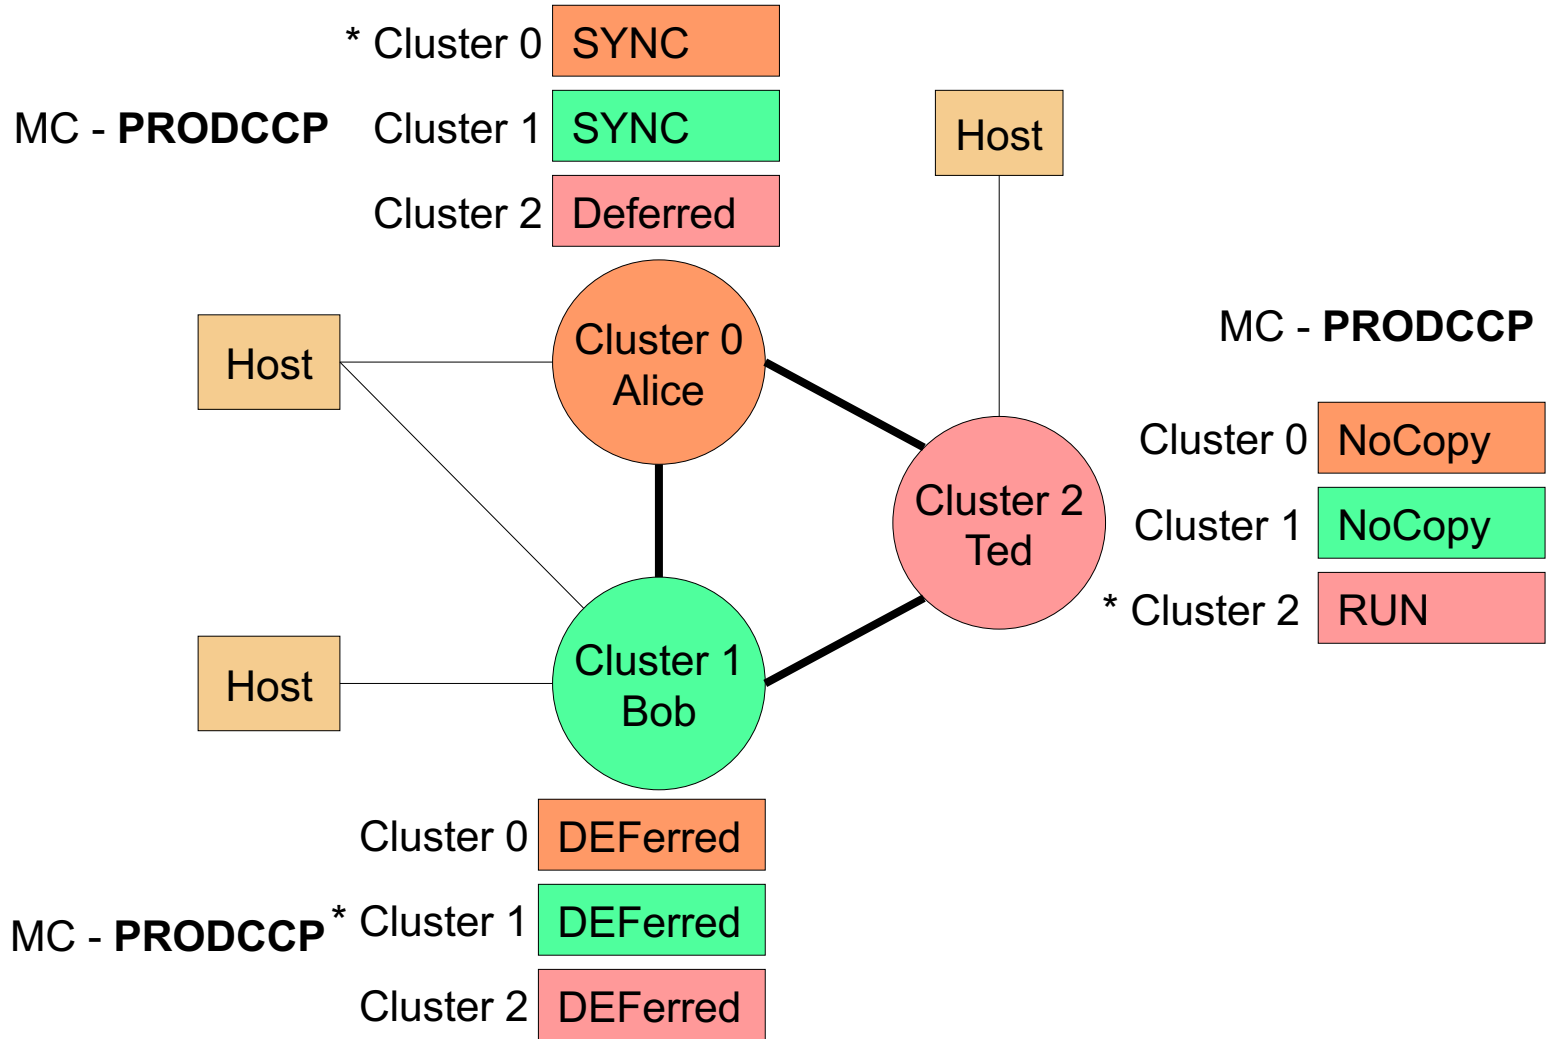 * Cluster 0 SYNC
MC - PRODCCP Cluster 1 SYNC
Cluster 2 Deferred
Host
Cluster 0
Alice
Host
MC - PRODCCP
Cluster 0 NoCopy
Cluster 1 NoCopy
* Cluster 2 RUN
Cluster 2
Ted
Cluster 1
Bob
Host
Cluster 0 DEFerred
MC - PRODCCP * Cluster 1 DEFerred
Cluster 2 DEFerred